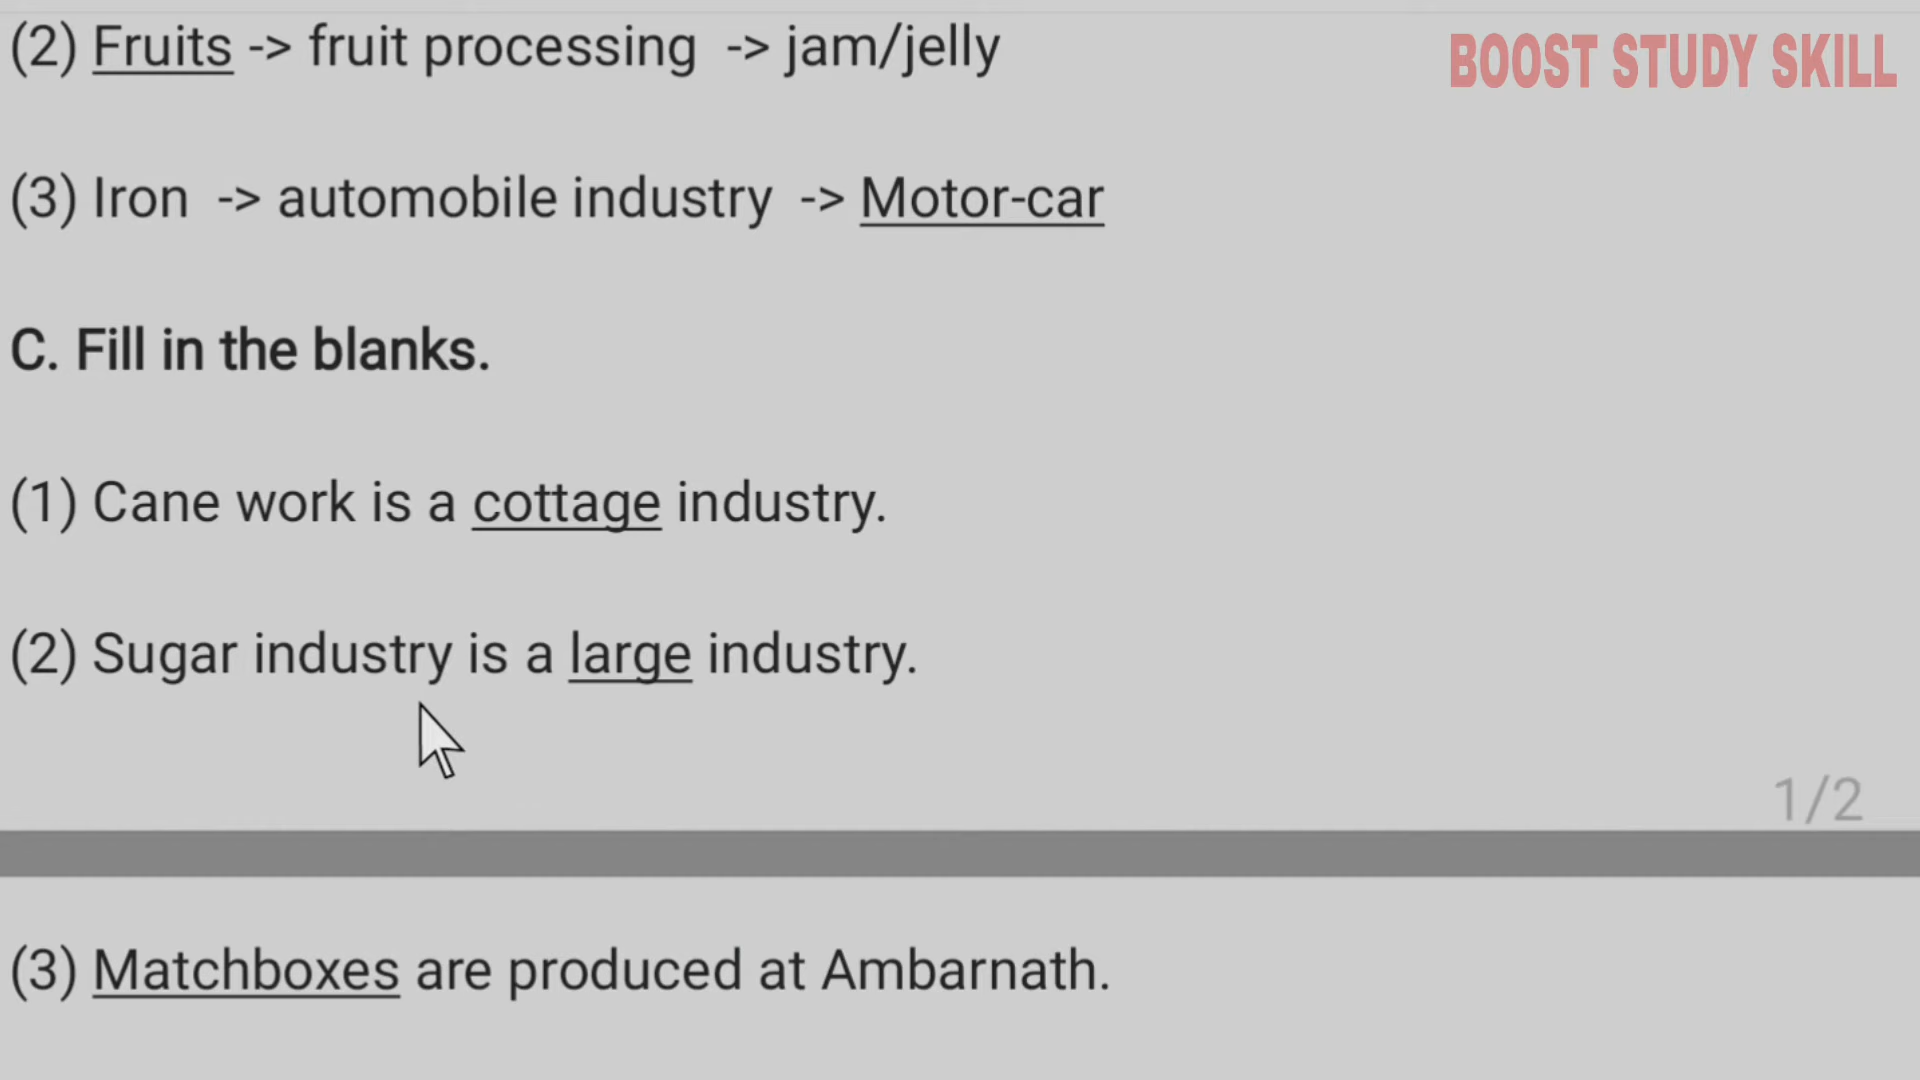 (2) Fruits -> fruit processing -> jam/jelly
BOOST STUDY SKILL
(3) Iron -> automobile industry -> Motor-car
C. Fill in the blanks.
(1) Cane work is a cottage industry.
(2) Sugar industry is a large industry.
1/2
(3) Matchboxes are produced at Ambarnath.